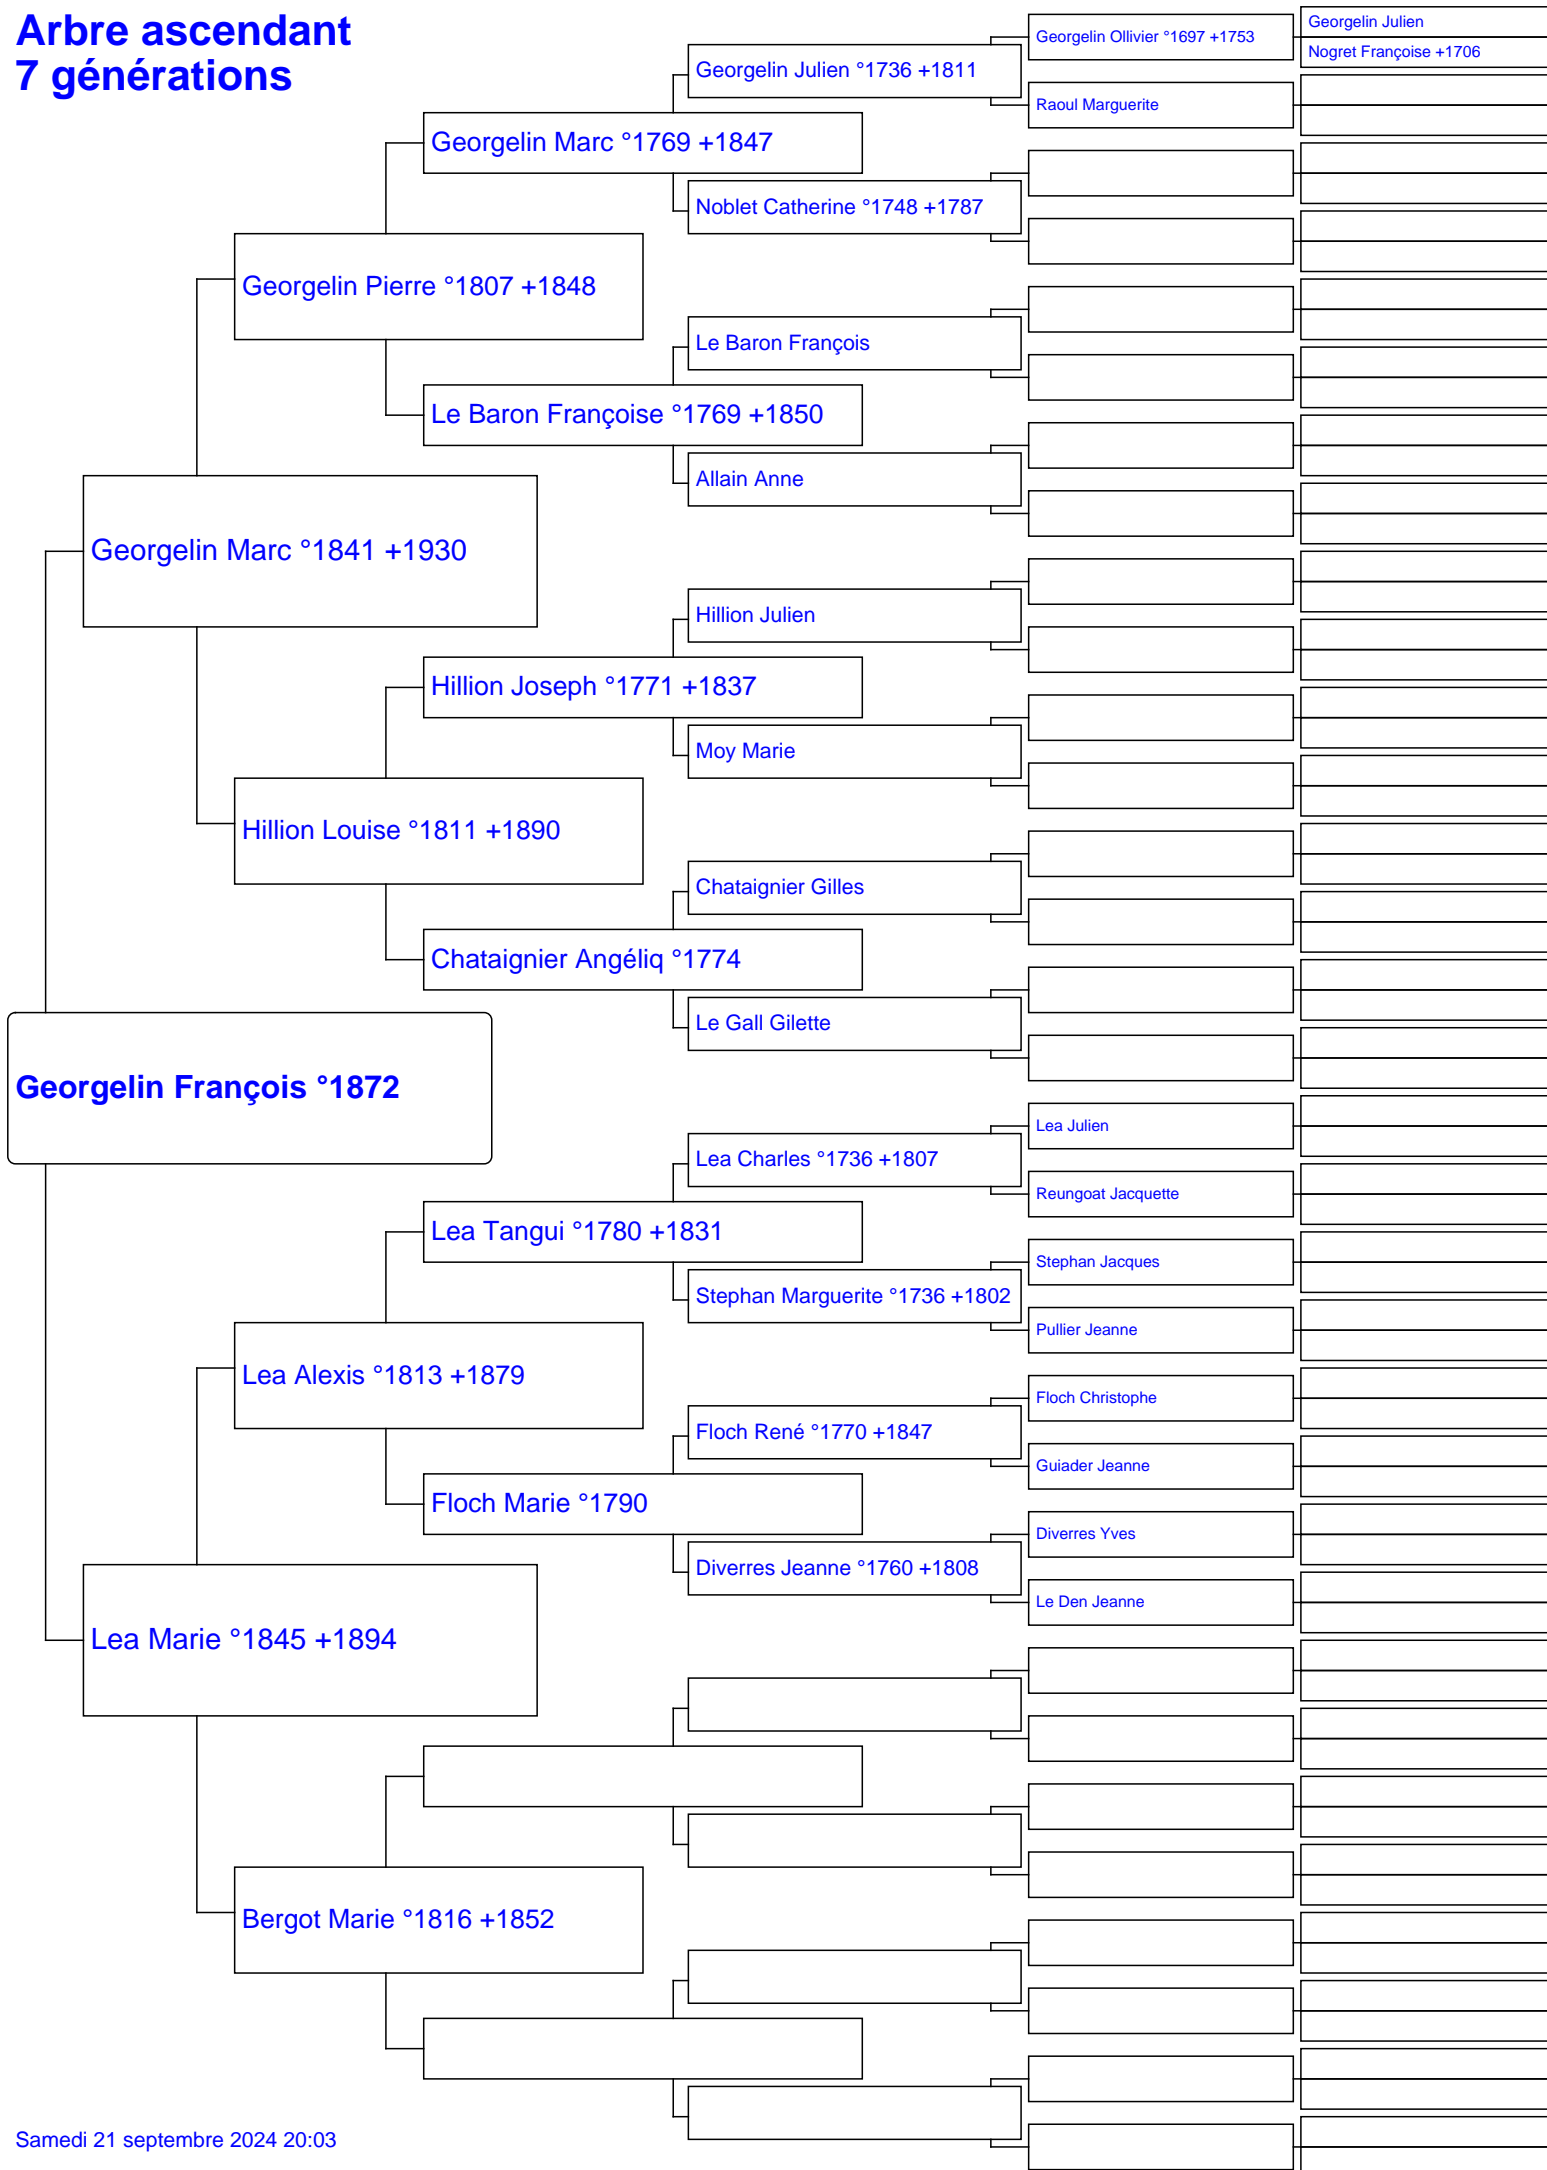 Arbre ascendant
7 générations
Georgelin Julien
Georgelin Ollivier °1697 +1753
Nogret Françoise +1706
Georgelin Julien °1736 +1811
Raoul Marguerite
Georgelin Marc °1769 +1847
Noblet Catherine °1748 +1787
Georgelin Pierre °1807 +1848
Le Baron François
Le Baron Françoise °1769 +1850
Allain Anne
Georgelin Marc °1841 +1930
Hillion Julien
Hillion Joseph °1771 +1837
Moy Marie
Hillion Louise °1811 +1890
Chataignier Gilles
Chataignier Angéliq °1774
Le Gall Gilette
Georgelin François °1872
Lea Julien
Lea Charles °1736 +1807
Reungoat Jacquette
Lea Tangui °1780 +1831
Stephan Jacques
Stephan Marguerite °1736 +1802
Pullier Jeanne
Lea Alexis °1813 +1879
Floch Christophe
Floch René °1770 +1847
Guiader Jeanne
Floch Marie °1790
Diverres Yves
Diverres Jeanne °1760 +1808
Le Den Jeanne
Lea Marie °1845 +1894
Bergot Marie °1816 +1852
Samedi 21 septembre 2024 20:03